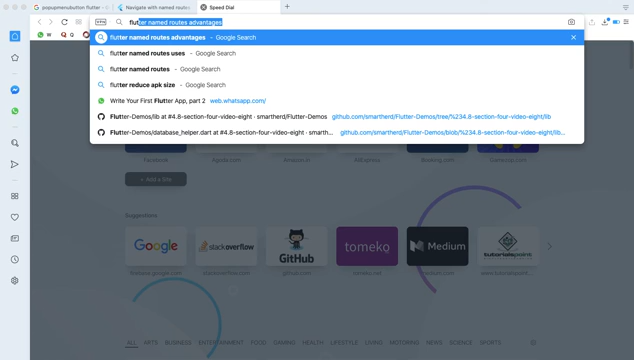 popupmenubutton flutter -
Navigate with named route
Speed Dial
VPN
flutter named routes advantages
W
Q Q
flutter named routes advantages - Google Search
flutter named routes uses - Google Search
flutter named routes - Google Search
flutter reduce apk size - Google Search
Write Your First Flutter App, part 2 web.whatsapp.com/
Flutter-Demos/lib at #4.8-section-four-video-eight · smartherd/Flutter-Demos github.com/smartherd/Flutter-Demos/tree/%234.8-section-four-video-eight/lib
Flutter-Demos/database_helper.dart at #4.8-section-four-video-eight · smarth... github.com/smartherd/Flutter-Demos/blob/%234.8-section-four-video-eight/lib...
Facebook
Agoda.com
Amazon.in
AliExpress
Booking.com
+ Add a Site
Suggestions
Google
stackoverflow
GitHub
tomeko
Medium
tutorialspoint
github.com
tomeko.net
medium.com
ALL ARTS BUSINESS ENTERTAINMENT FOOD GAMING HEALTH LIFESTYLE LIVING MOTORING NEWS SCIENCE SPORTS